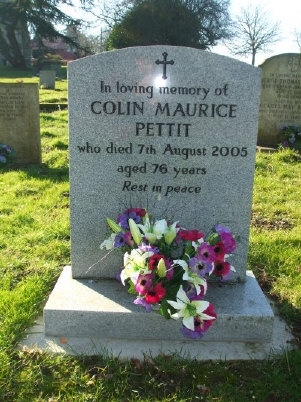 In loving memory of
COLIN MAURICE
PETTIT
who died 7th August 2005
aged 76 years
Rest in peace